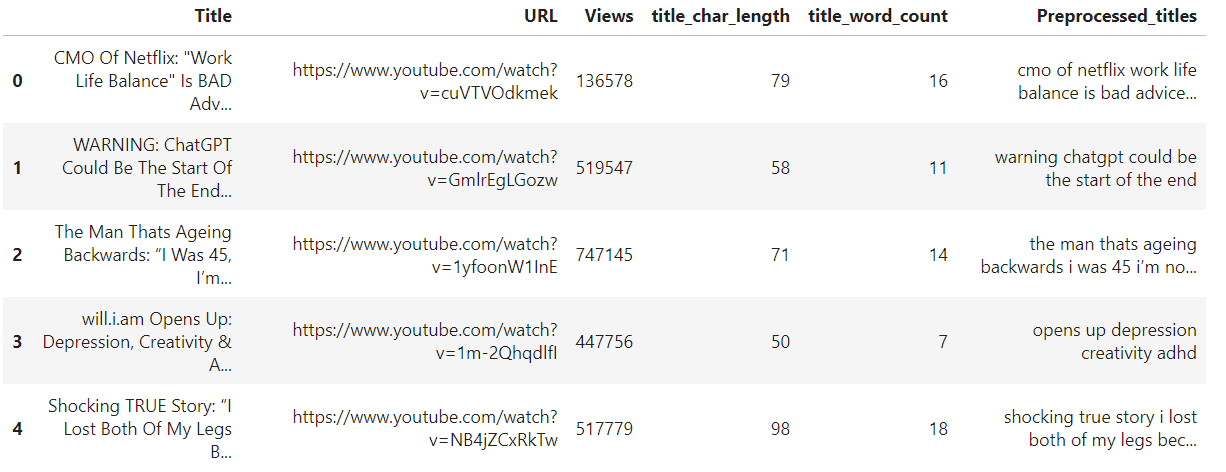 Title URL Views title_char_length title_word_count Preprocessed_titles
CMO Of Netflix: "Work
Life Balance" Is BAD
Adv...
0 https://www.youtube.com/watch?
v=cuVTVOdkmek 136578 79 16 cmo of netflix work life
balance is bad advice...
WARNING: ChatGPT
Could Be The Start Of
The End...
1 https://www.youtube.com/watch?
v=GmlrEgLGozw 519547 58 11 warning chatgpt could be
the start of the end
The Man Thats Ageing
Backwards: “I Was 45,
I’m...
2 https://www.youtube.com/watch?
v=1yfoonW1InE 747145 71 14 the man thats ageing
backwards i was 45 i’m no...
will.i.am Opens Up:
Depression, Creativity &
A...
3 https://www.youtube.com/watch?
v=1m-2QhqdIfI 447756 50 7 opens up depression
creativity adhd
Shocking TRUE Story: “I
Lost Both Of My Legs
B...
4 https://www.youtube.com/watch?
v=NB4jZCxRkTw 517779 98 18 shocking true story i lost
both of my legs bec...